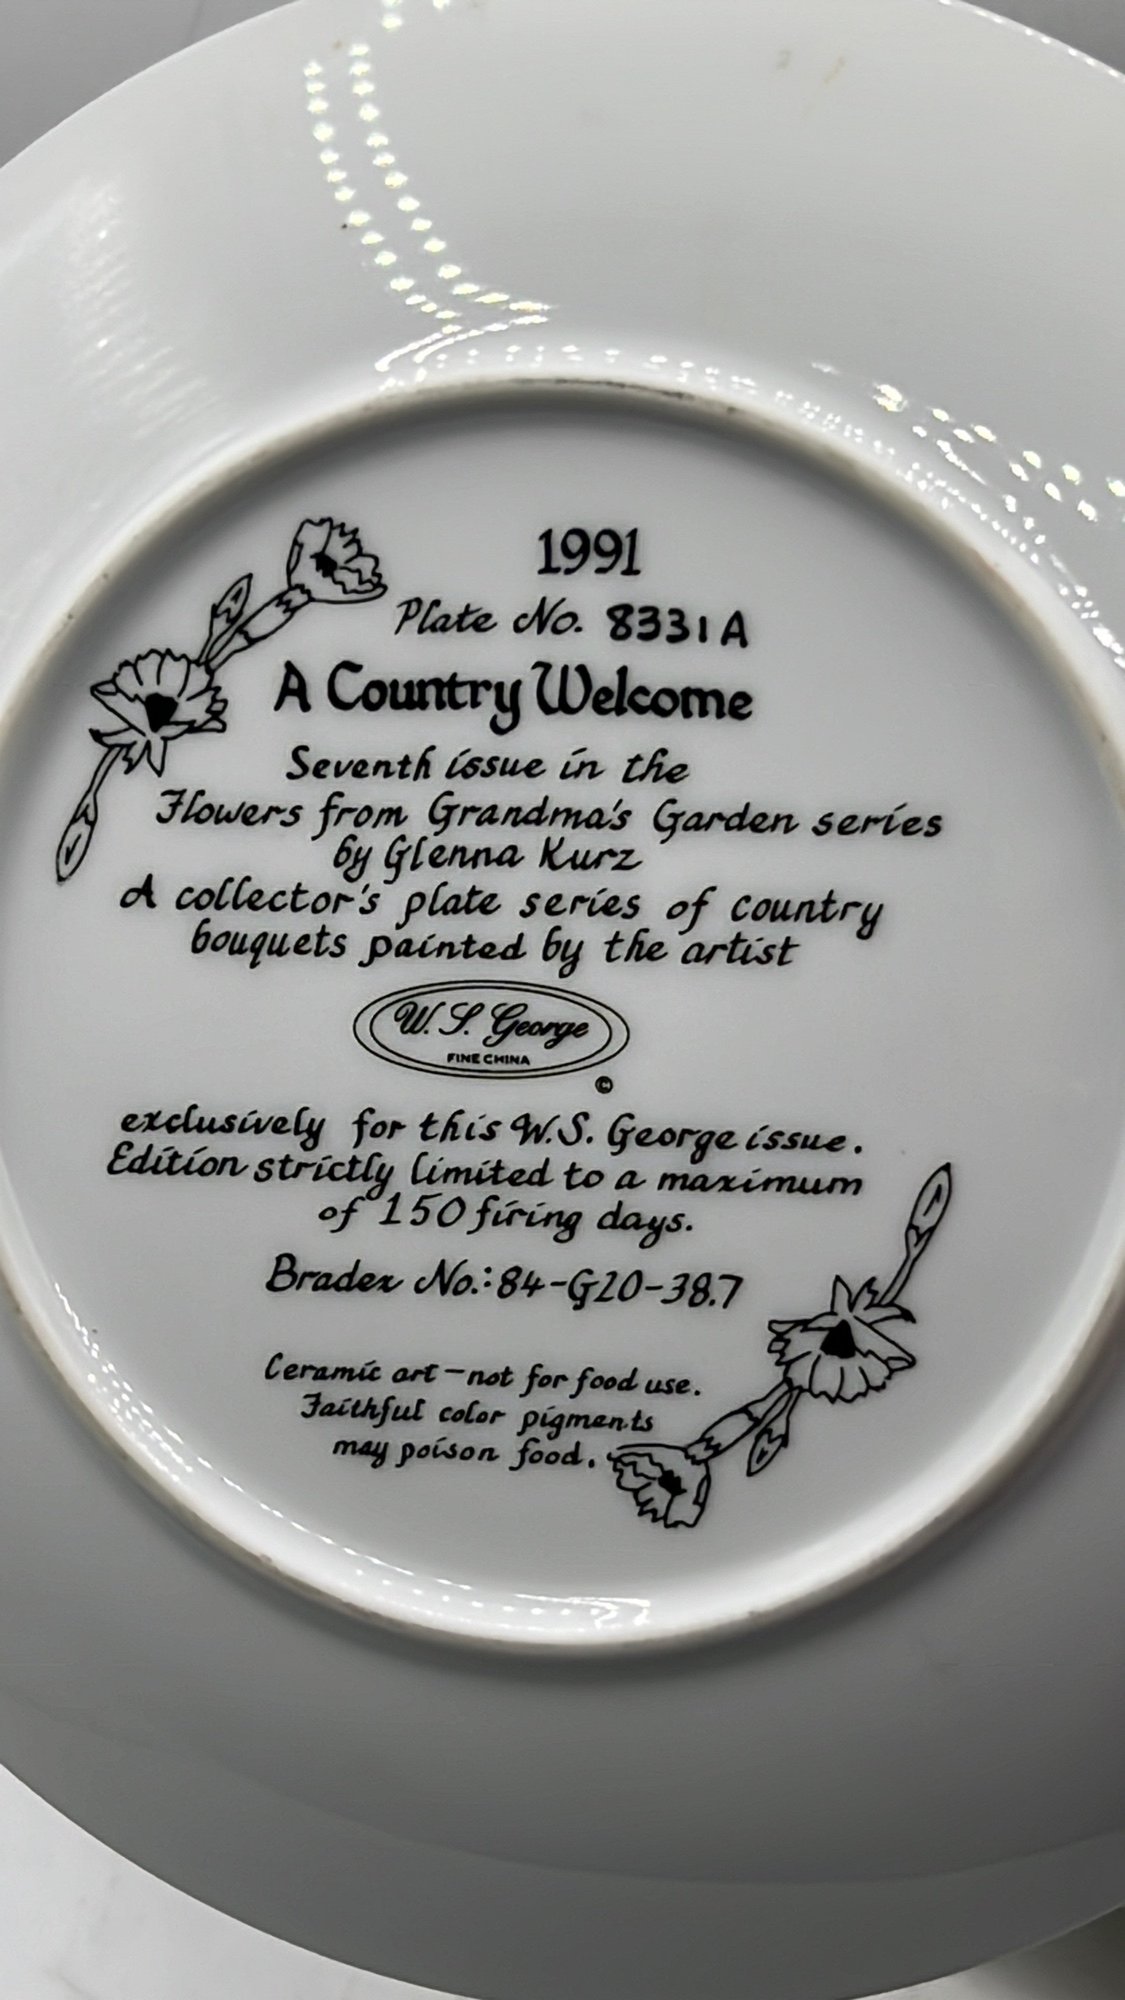 1991
Plate No. 8331A
A Country Welcome
Seventh issue in the
Flowers from Grandma's Garden series
by Glenna Kurz
A collector's plate series of country
bouquets painted by the artist
W. S. George
FINE CHINA
©
exclusively for this W.S. George issue.
Edition strictly limited to a maximum
of 150 firing days.
Bradex No.: 84-G20-38.7
Ceramic art—not for food use.
Faithful color pigments
may poison food.